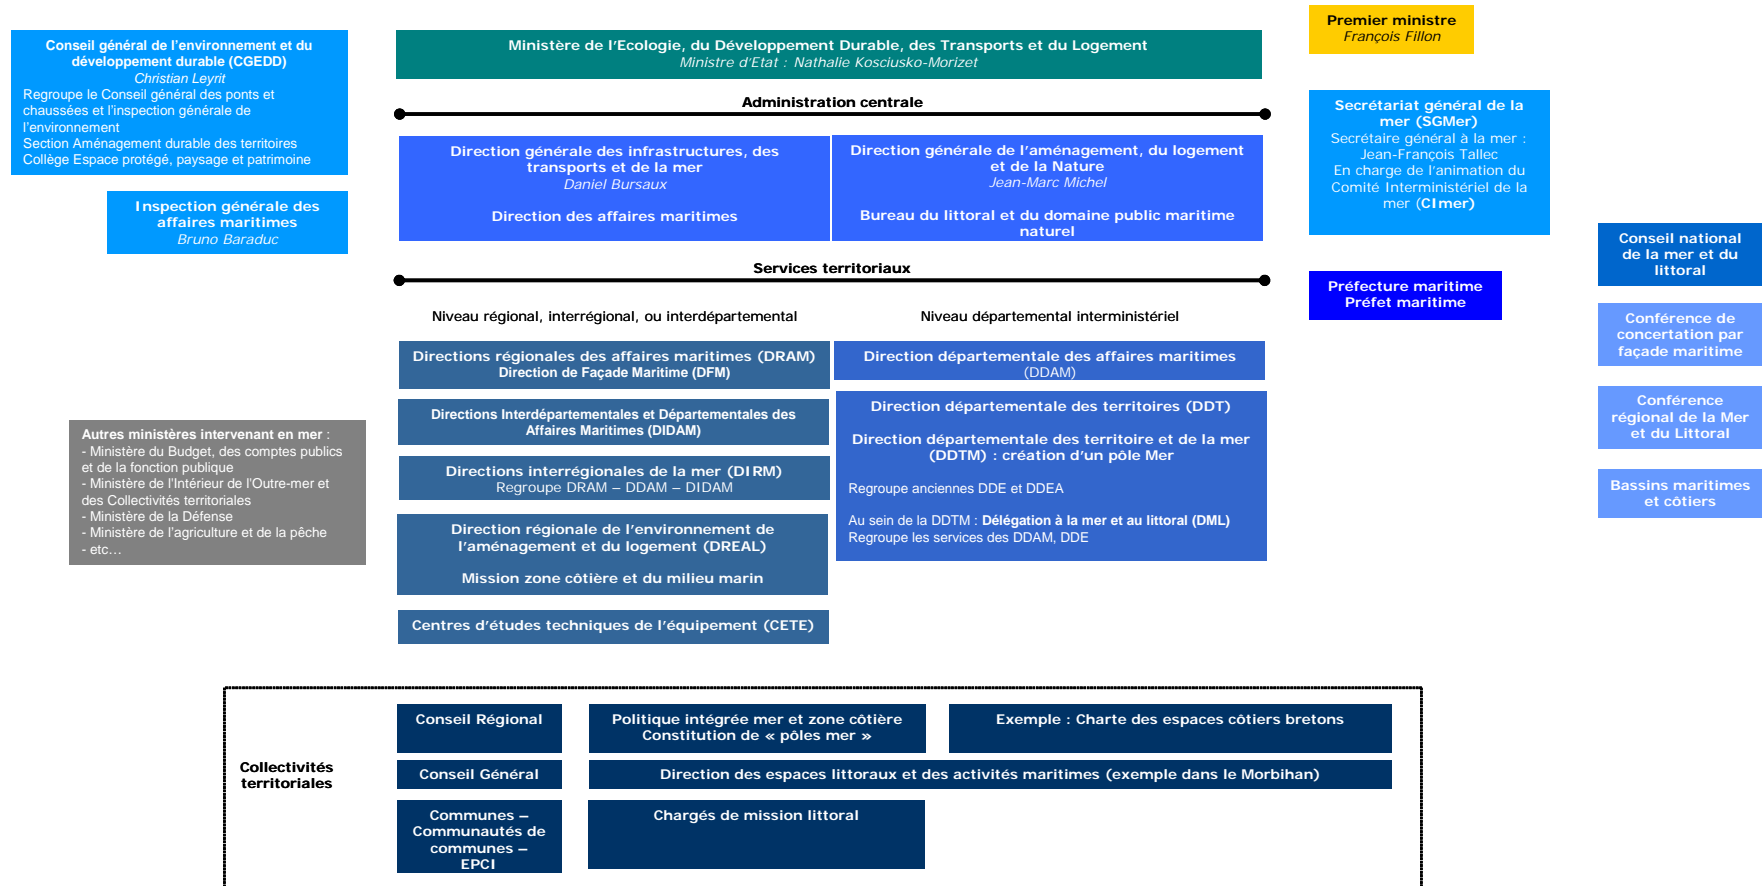 Premier ministre
François Fillon
Conseil général de l'environnement et du
développement durable (CGEDD)
Christian Leyrit
Regroupe le Conseil général des ponts et
chaussées et l'inspection générale de
l'environnement
Section Aménagement durable des territoires
Collège Espace protégé, paysage et patrimoine
Inspection générale des
affaires maritimes
Bruno Baraduc
Ministère de l'Ecologie, du Développement Durable, des Transports et du Logement
Ministre d'Etat : Nathalie Kosciusko-Morizet
Administration centrale
Direction générale des infrastructures, des
transports et de la mer
Daniel Bursaux
Direction des affaires maritimes
Direction générale de l'aménagement, du logement
et de la Nature
Jean-Marc Michel
Bureau du littoral et du domaine public maritime
naturel
Secrétariat général de la
mer (SGMer)
Secrétaire général à la mer :
Jean-François Tallec
En charge de l'animation du
Comité Interministériel de la
mer (CImer)
Services territoriaux
Niveau régional, interrégional, ou interdépartemental
Niveau départemental interministériel
Préfecture maritime
Préfet maritime
Conseil national
de la mer et du
littoral
Conférence de
concertation par
façade maritime
Conférence
régional de la Mer
et du Littoral
Bassins maritimes
et côtiers
Directions régionales des affaires maritimes (DRAM)
Direction de Façade Maritime (DFM)
Directions Interdépartementales et Départementales des
Affaires Maritimes (DIDAM)
Directions interrégionales de la mer (DIRM)
Regroupe DRAM – DDAM – DIDAM
Direction régionale de l'environnement de
l'aménagement et du logement (DREAL)
Mission zone côtière et du milieu marin
Centres d'études techniques de l'équipement (CETE)
Direction départementale des affaires maritimes
(DDAM)
Direction départementale des territoires (DDT)
Direction départementale des territoire et de la mer
(DDTM) : création d'un pôle Mer
Regroupe anciennes DDE et DDEA
Au sein de la DDTM : Délégation à la mer et au littoral (DML)
Regroupe les services des DDAM, DDE
Autres ministères intervenant en mer :
- Ministère du Budget, des comptes publics
et de la fonction publique
- Ministère de l'Intérieur de l'Outre-mer et
des Collectivités territoriales
- Ministère de la Défense
- Ministère de l'agriculture et de la pêche
- etc…
Collectivités
territoriales
Conseil Régional
Politique intégrée mer et zone côtière
Constitution de « pôles mer »
Exemple : Charte des espaces côtiers bretons
Conseil Général
Direction des espaces littoraux et des activités maritimes (exemple dans le Morbihan)
Communes –
Communautés de
communes –
EPCI
Chargés de mission littoral